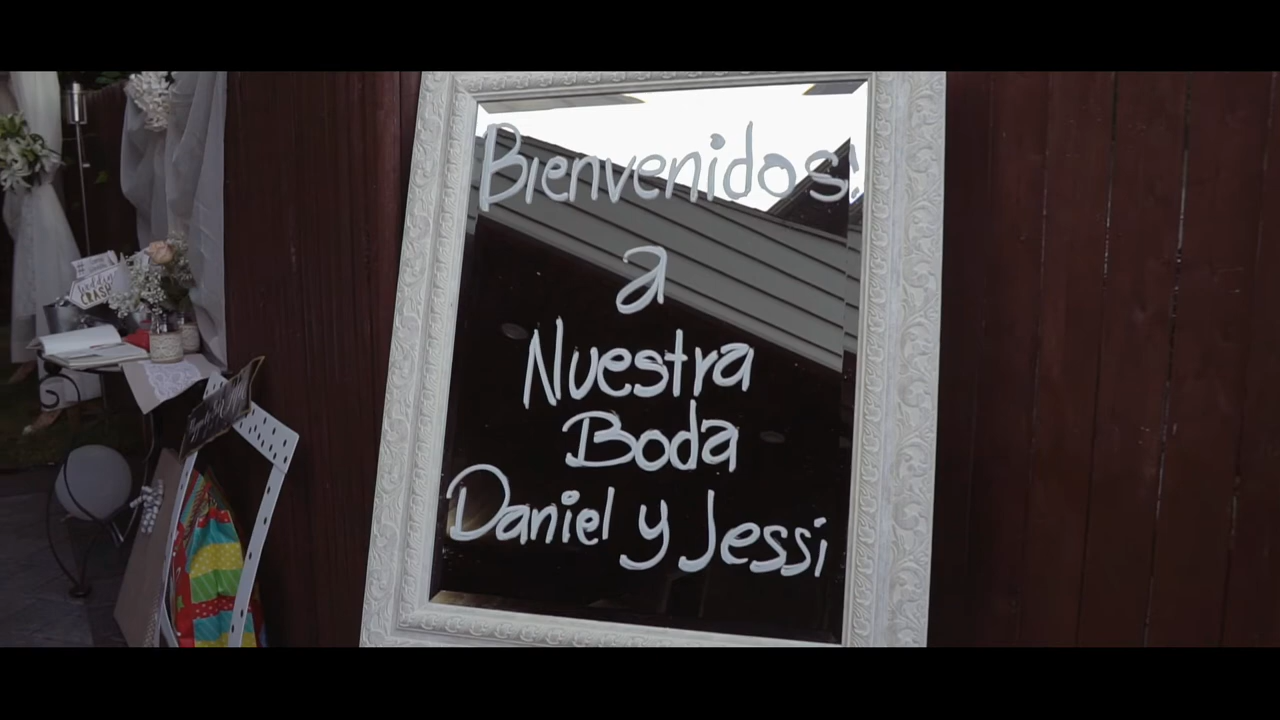 Bienvenidos!
a
Nuestra
Boda
Daniel y Jessi